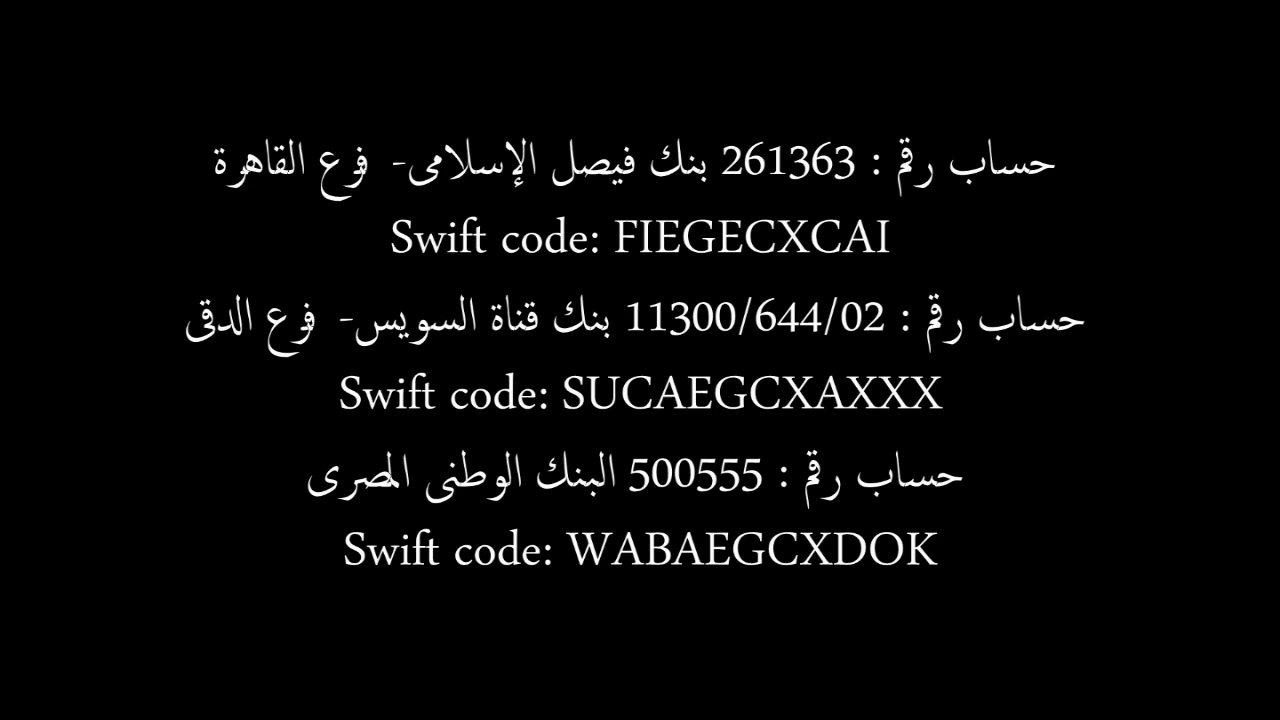 حساب رقم : 261363 بنك فيصل الإسلامى- فرع القاهرة
Swift code: FIEGECXCAI
حساب رقم : 11300/644/02 بنك قناة السويس- فرع الدقى
Swift code: SUCAEGCXAXXX
حساب رقم : 500555 البنك الوطنى المصرى
Swift code: WABAEGCXDOK